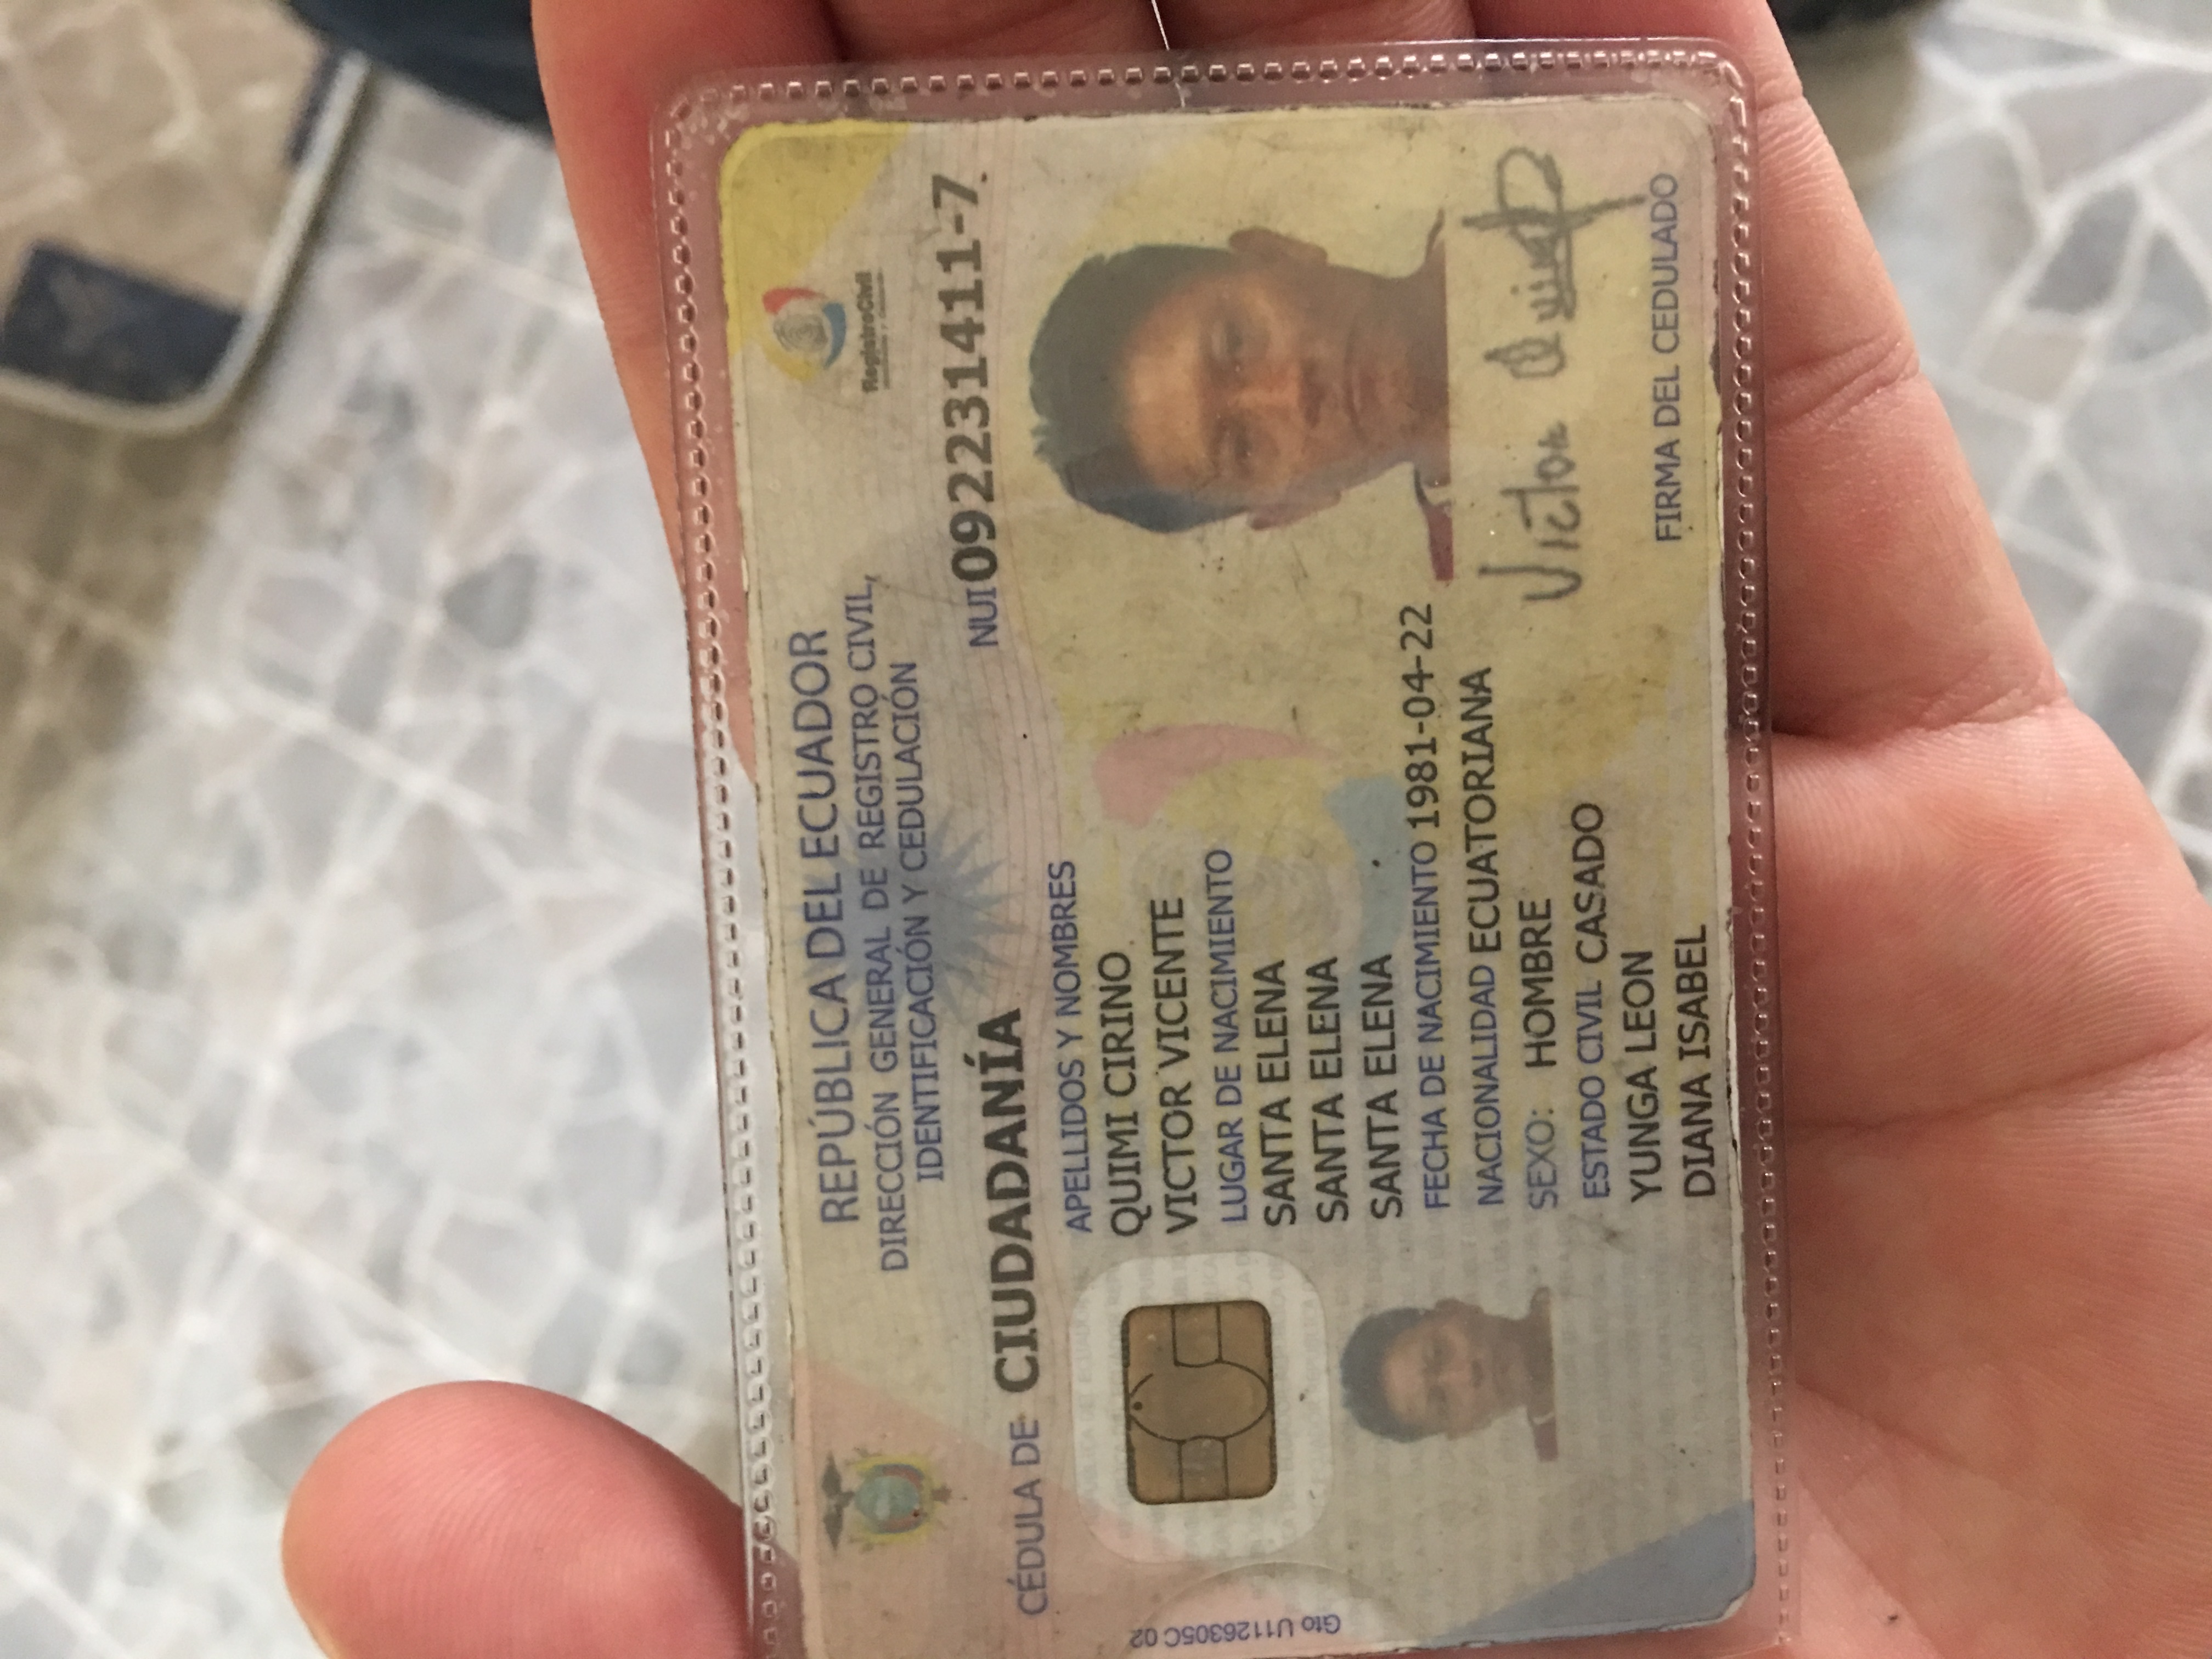 REPÚBLICA DEL ECUADOR
DIRECCIÓN GENERAL DE REGISTRO CIVIL,
IDENTIFICACIÓN Y CEDULACIÓN
RegistroCivil
CÉDULA DE CIUDADANÍA
NUI 092231411-7
APELLIDOS Y NOMBRES
QUIMI CIRINO
VICTOR VICENTE
LUGAR DE NACIMIENTO
SANTA ELENA
SANTA ELENA
SANTA ELENA
FECHA DE NACIMIENTO 1981-04-22
NACIONALIDAD ECUATORIANA
SEXO: HOMBRE
ESTADO CIVIL CASADO
YUNGA LEON
DIANA ISABEL
Victor Quimi
FIRMA DEL CEDULADO
Gto U1126305C 02